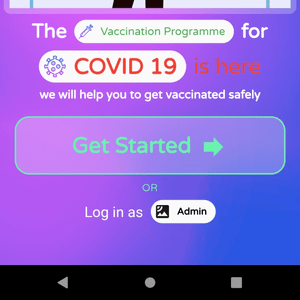 The Vaccination Programme for
COVID 19 is here
we will help you to get vaccinated safely
Get Started
OR
Log in as Admin